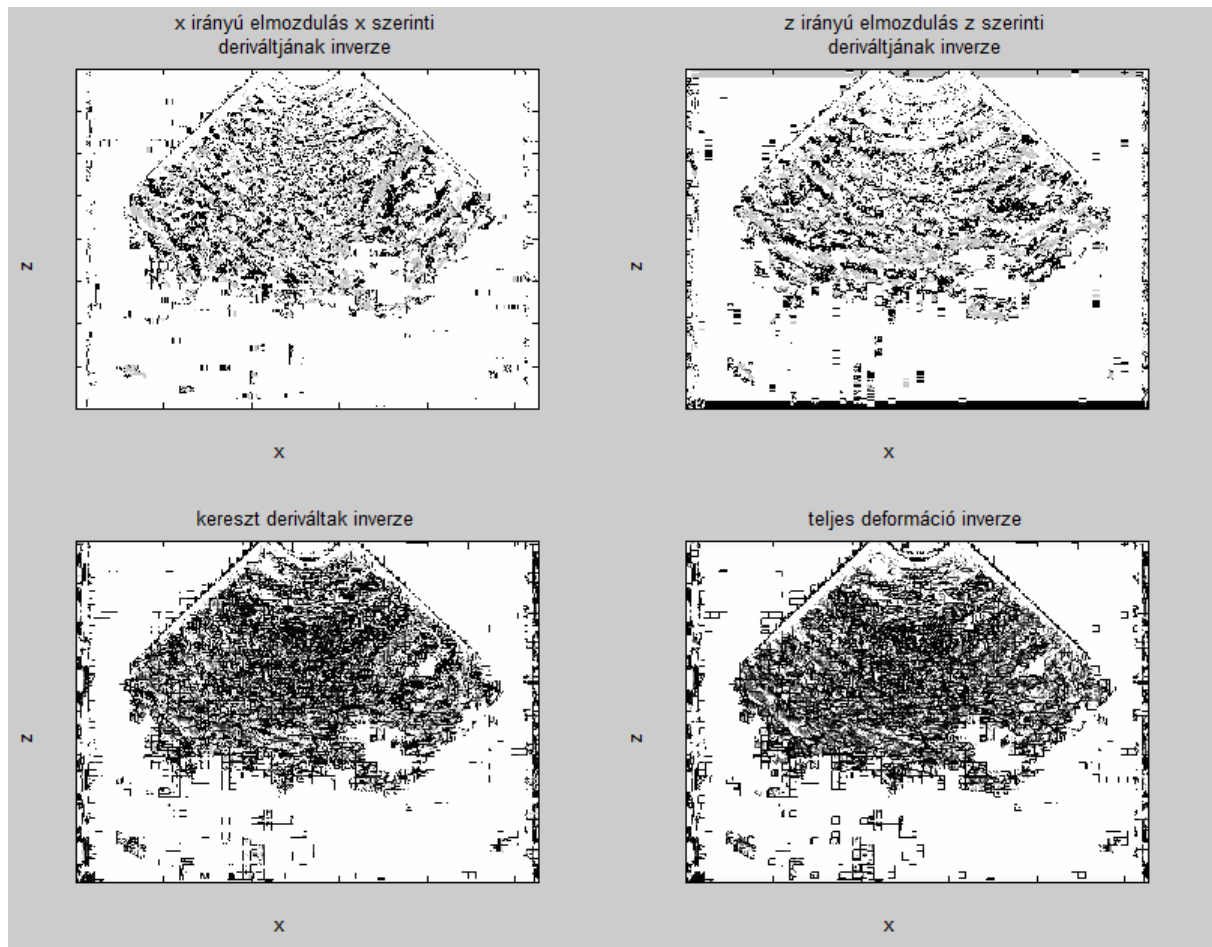 x irányú elmozdulás x szerinti
deriváltjának inverze
z irányú elmozdulás z szerinti
deriváltjának inverze
z
x
z
x
kereszt deriváltak inverze
teljes deformáció inverze
z
x
z
x